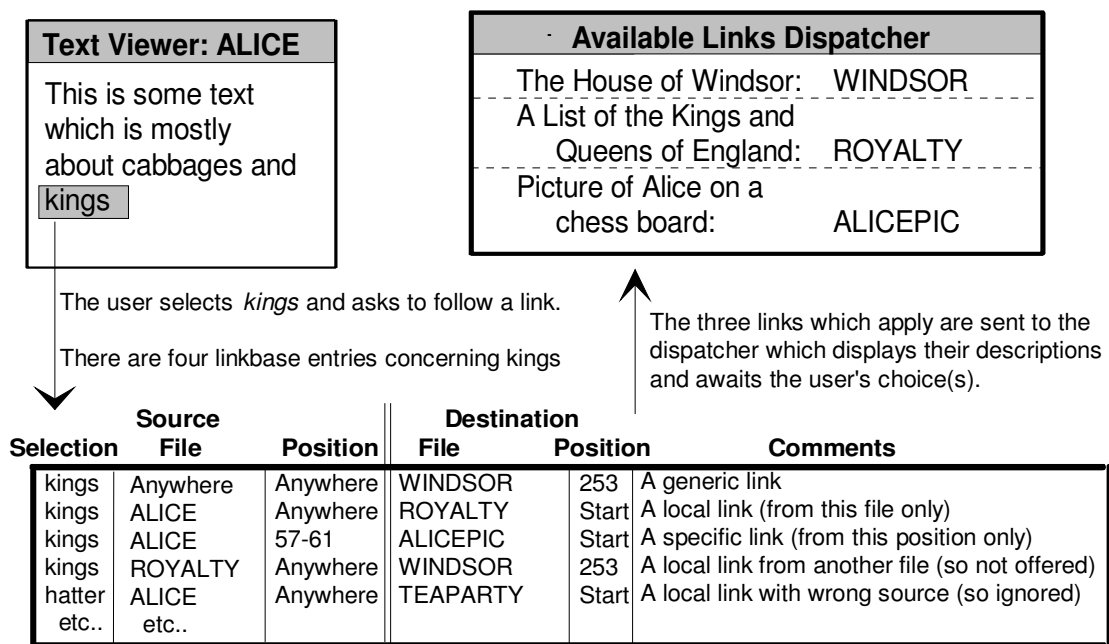 Text Viewer: ALICE
This is some text
which is mostly
about cabbages and
kings
Available Links Dispatcher
The House of Windsor: WINDSOR
A List of the Kings and
Queens of England: ROYALTY
Picture of Alice on a
chess board: ALICEPIC
The user selects kings and asks to follow a link.
There are four linkbase entries concerning kings
The three links which apply are sent to the
dispatcher which displays their descriptions
and awaits the user's choice(s).
Source Destination
Selection File Position File Position Comments
kings Anywhere Anywhere WINDSOR 253 A generic link
kings ALICE Anywhere ROYALTY Start A local link (from this file only)
kings ALICE 57-61 ALICEPIC Start A specific link (from this position only)
kings ROYALTY Anywhere WINDSOR 253 A local link from another file (so not offered)
hatter ALICE Anywhere TEAPARTY Start A local link with wrong source (so ignored)
etc.. etc..